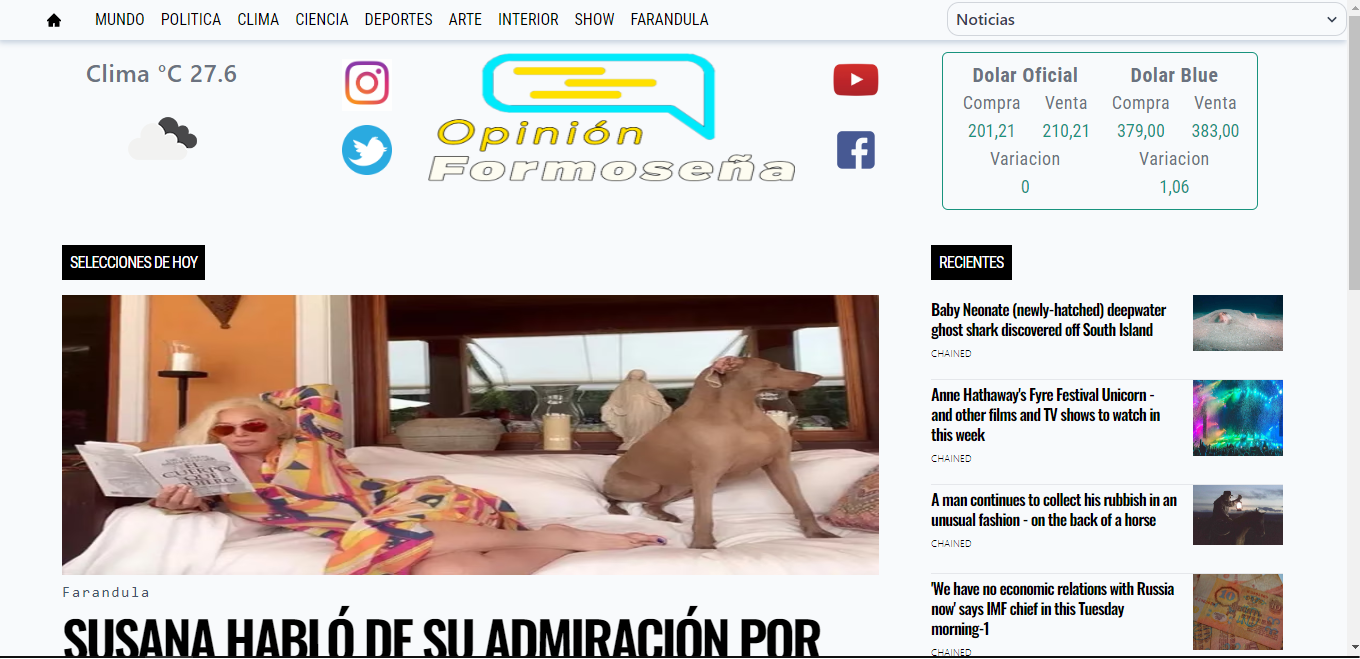 MUNDO POLITICA CLIMA CIENCIA DEPORTES ARTE INTERIOR SHOW FARANDULA
Noticias
Clima °C 27.6
Opinión
Formoseña
Dolar Oficial Dolar Blue
Compra Venta Compra Venta
201,21 210,21 379,00 383,00
Variacion Variacion
0 1,06
SELECCIONES DE HOY
EL
CUERPO
QUE
Farandula
SUSANA HABLÓ DE SU ADMIRACIÓN POR
RECIENTES
Baby Neonate (newly-hatched) deepwater
ghost shark discovered off South Island
CHAINED
Anne Hathaway's Fyre Festival Unicorn -
and other films and TV shows to watch in
this week
CHAINED
A man continues to collect his rubbish in an
unusual fashion - on the back of a horse
CHAINED
'We have no economic relations with Russia
now' says IMF chief in this Tuesday
morning-1
CHAINED